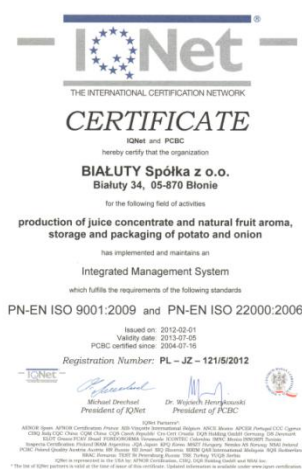 IQNet
®
THE INTERNATIONAL CERTIFICATION NETWORK
CERTIFICATE
IQNet and PCBC
hereby certify that the organization
BIAŁUTY Spółka z o.o.
Białuty 34, 05-870 Błonie
for the following field of activities
production of juice concentrate and natural fruit aroma,
storage and packaging of potato and onion
has implemented and maintains an
Integrated Management System
which fulfills the requirements of the following standards
PN-EN ISO 9001:2009 and PN-EN ISO 22000:2006
Issued on: 2012-02-01
Validity date: 2013-07-05
PCBC certified since: 2004-07-16
Registration Number: PL – JZ – 121/5/2012
IQNet
Michael Drechsel
President of IQNet
Dr. Wojciech Henrykowski
President of PCBC
IQNet Partners*: